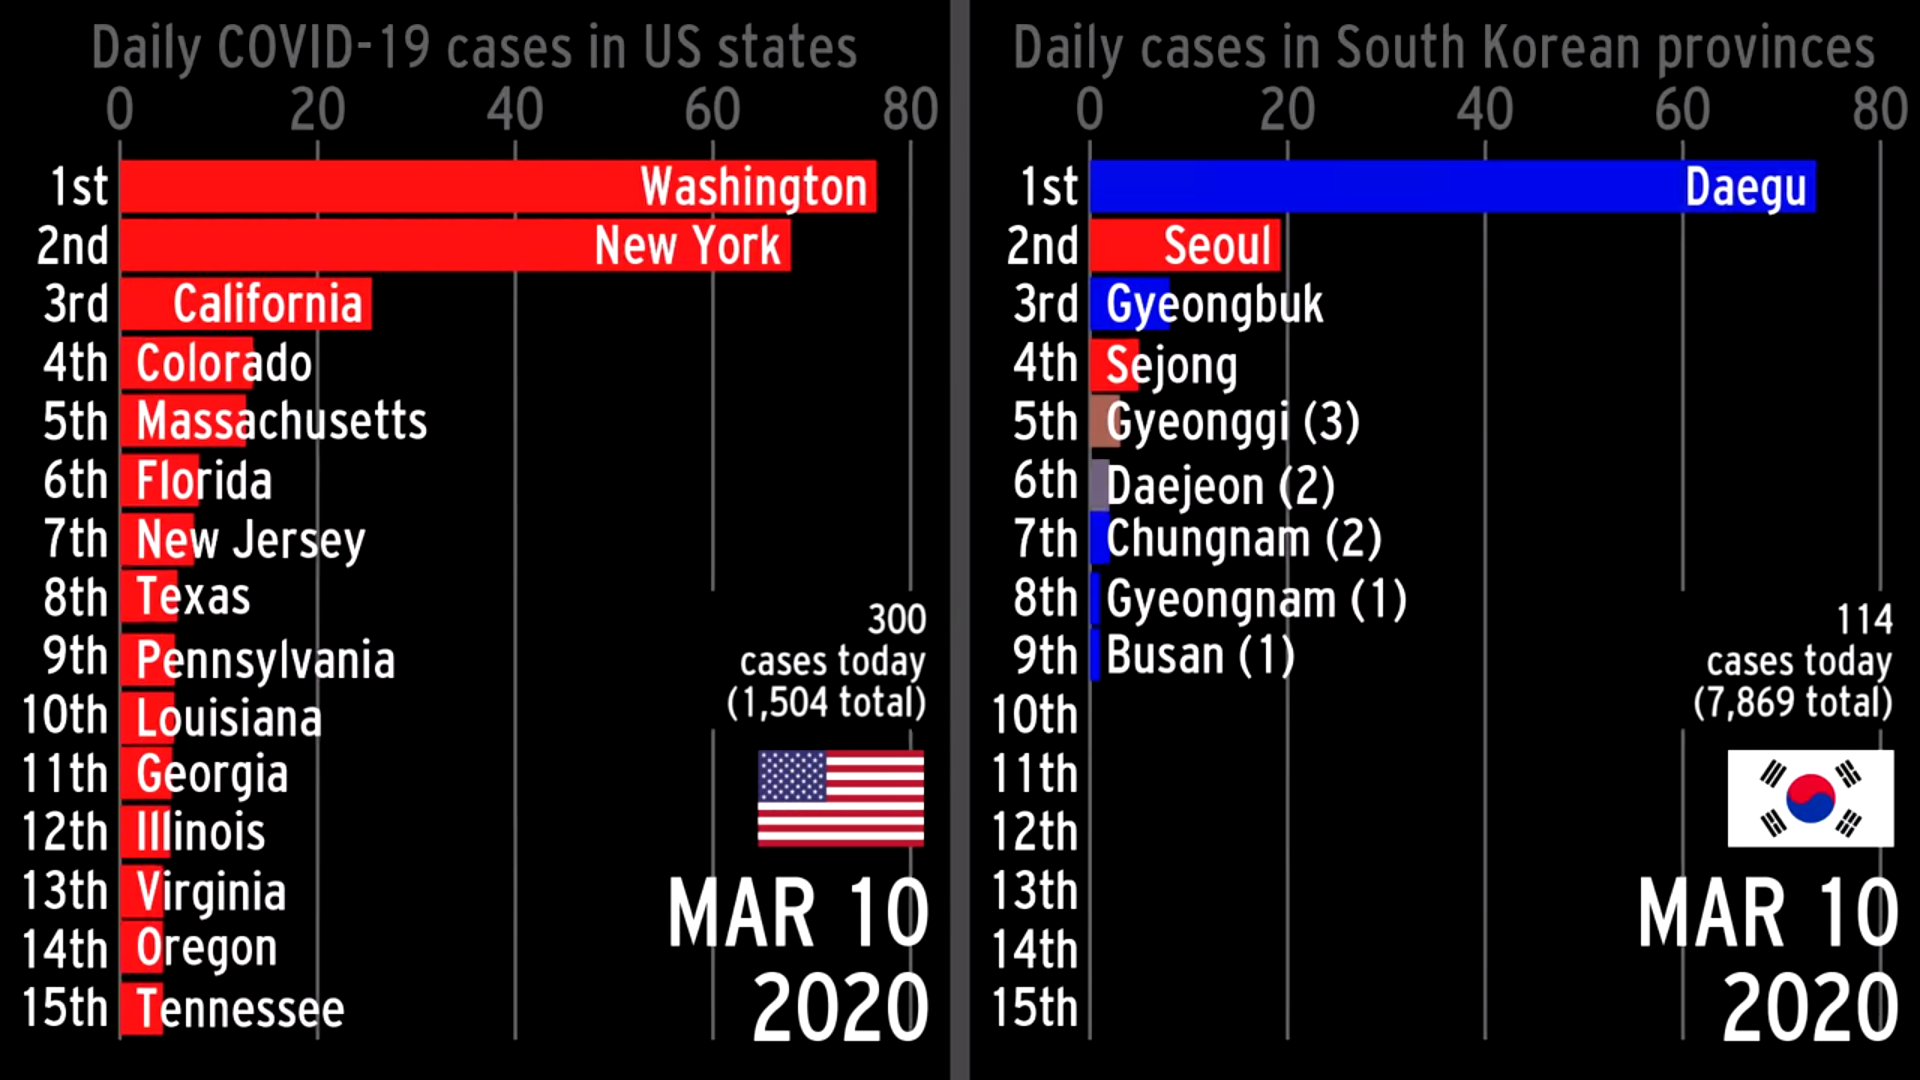 Daily COVID-19 cases in US states
0 20 40 60 80
1st Washington
2nd New York
3rd California
4th Colorado
5th Massachusetts
6th Florida
7th New Jersey
8th Texas
9th Pennsylvania
10th Louisiana
11th Georgia
12th Illinois
13th Virginia
14th Oregon
15th Tennessee
300
cases today
(1,504 total)
MAR 10
2020
Daily cases in South Korean provinces
0 20 40 60 80
1st Daegu
2nd Seoul
3rd Gyeongbuk
4th Sejong
5th Gyeonggi (3)
6th Daejeon (2)
7th Chungnam (2)
8th Gyeongnam (1)
9th Busan (1)
10th
11th
12th
13th
14th
15th
114
cases today
(7,869 total)
MAR 10
2020